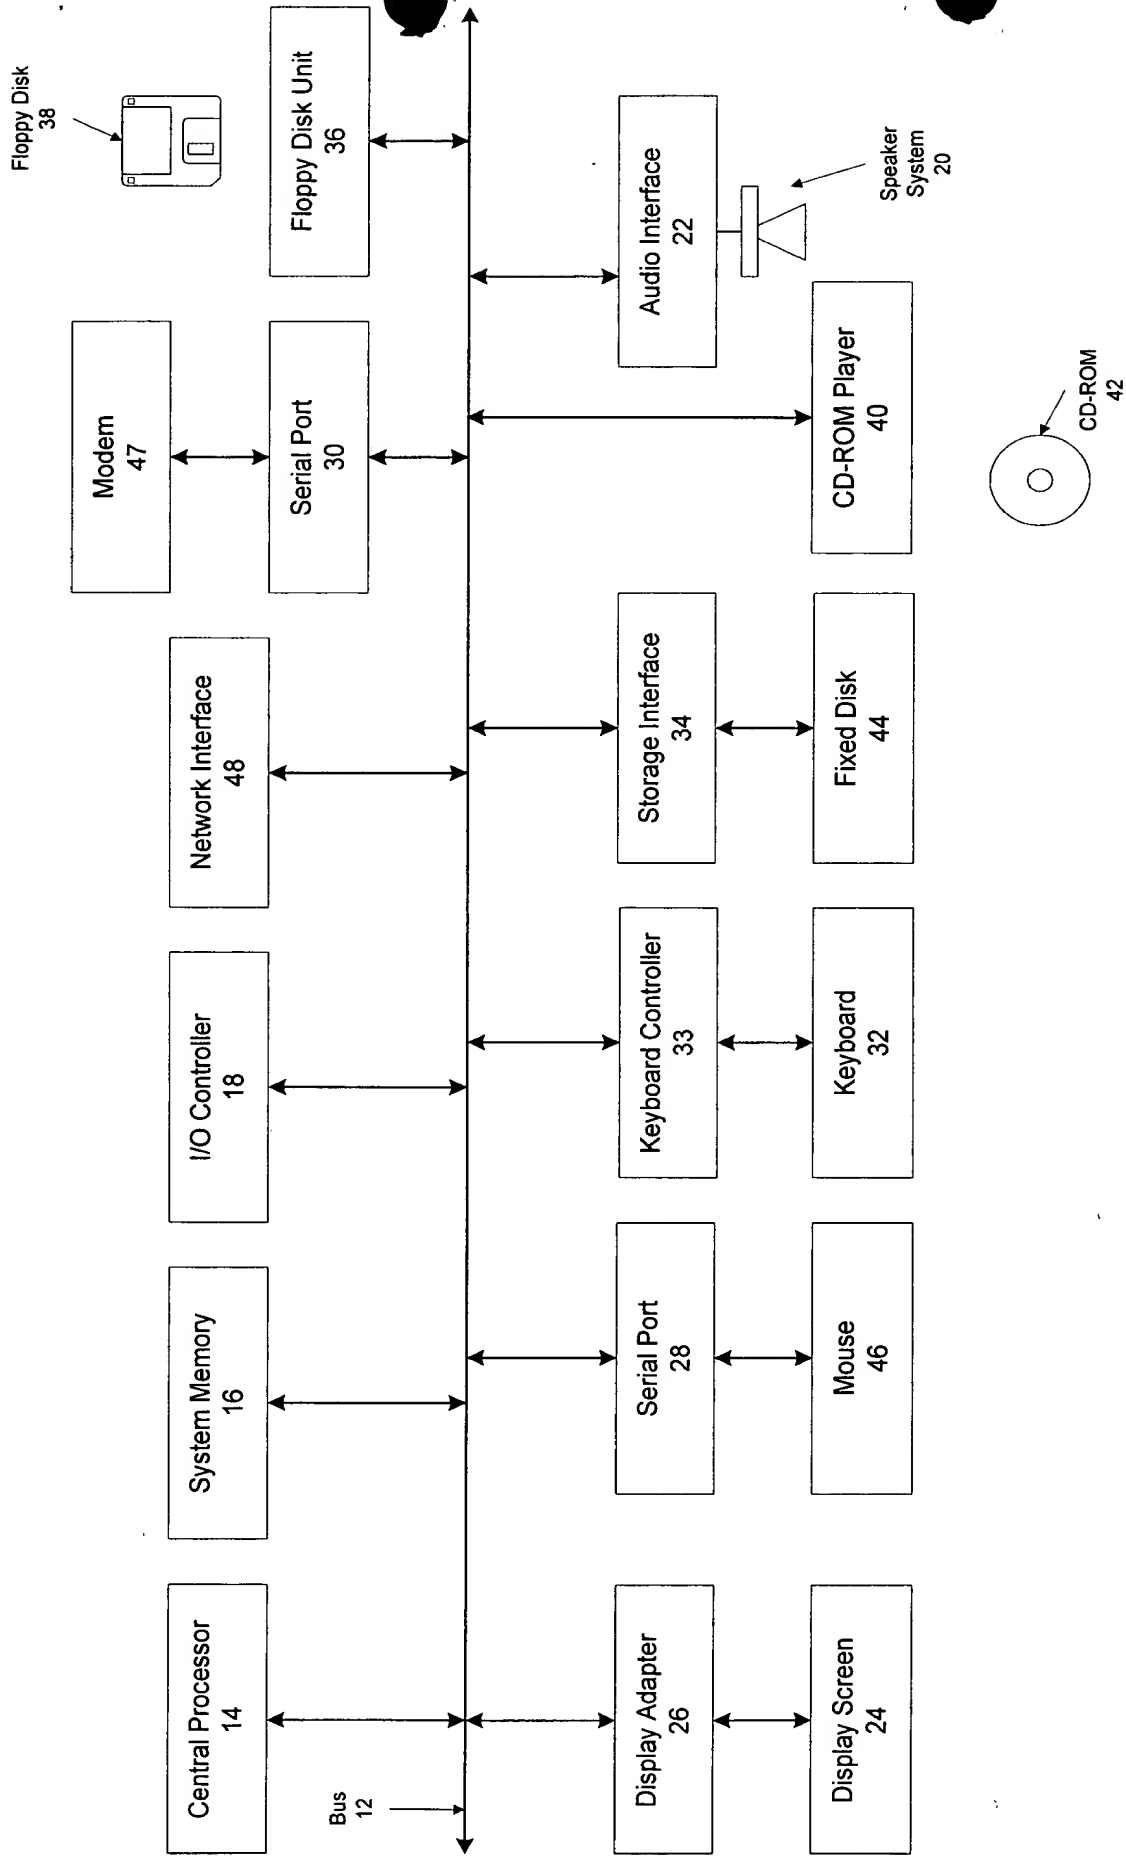 Central Processor
14
System Memory
16
I/O Controller
18
Network Interface
48
Modem
47
Serial Port
30
Floppy Disk
38
Floppy Disk Unit
36
Bus
12
Display Adapter
26
Display Screen
24
Serial Port
28
Mouse
46
Keyboard Controller
33
Keyboard
32
Storage Interface
34
Fixed Disk
44
CD-ROM Player
40
CD-ROM
42
Audio Interface
22
Speaker
System
20